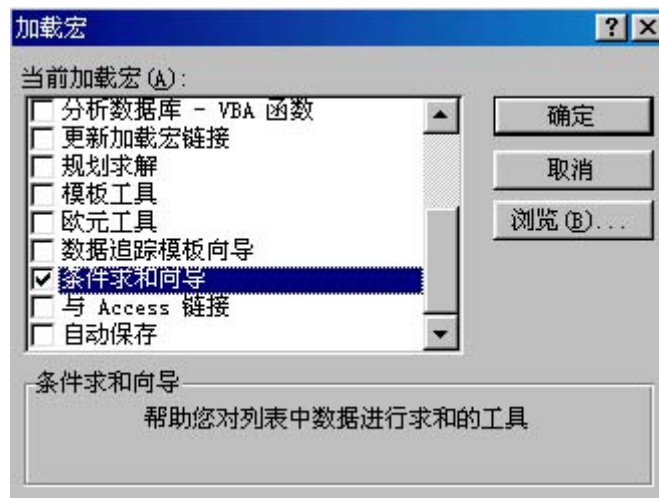 加载宏
当前加载宏(A):
分析数据库 - VBA 函数
更新加载宏链接
规划求解
模板工具
欧元工具
数据追踪模板向导
条件求和向导
与 Access 链接
自动保存
确定
取消
浏览(B)...
条件求和向导
帮助您对列表中数据进行求和的工具